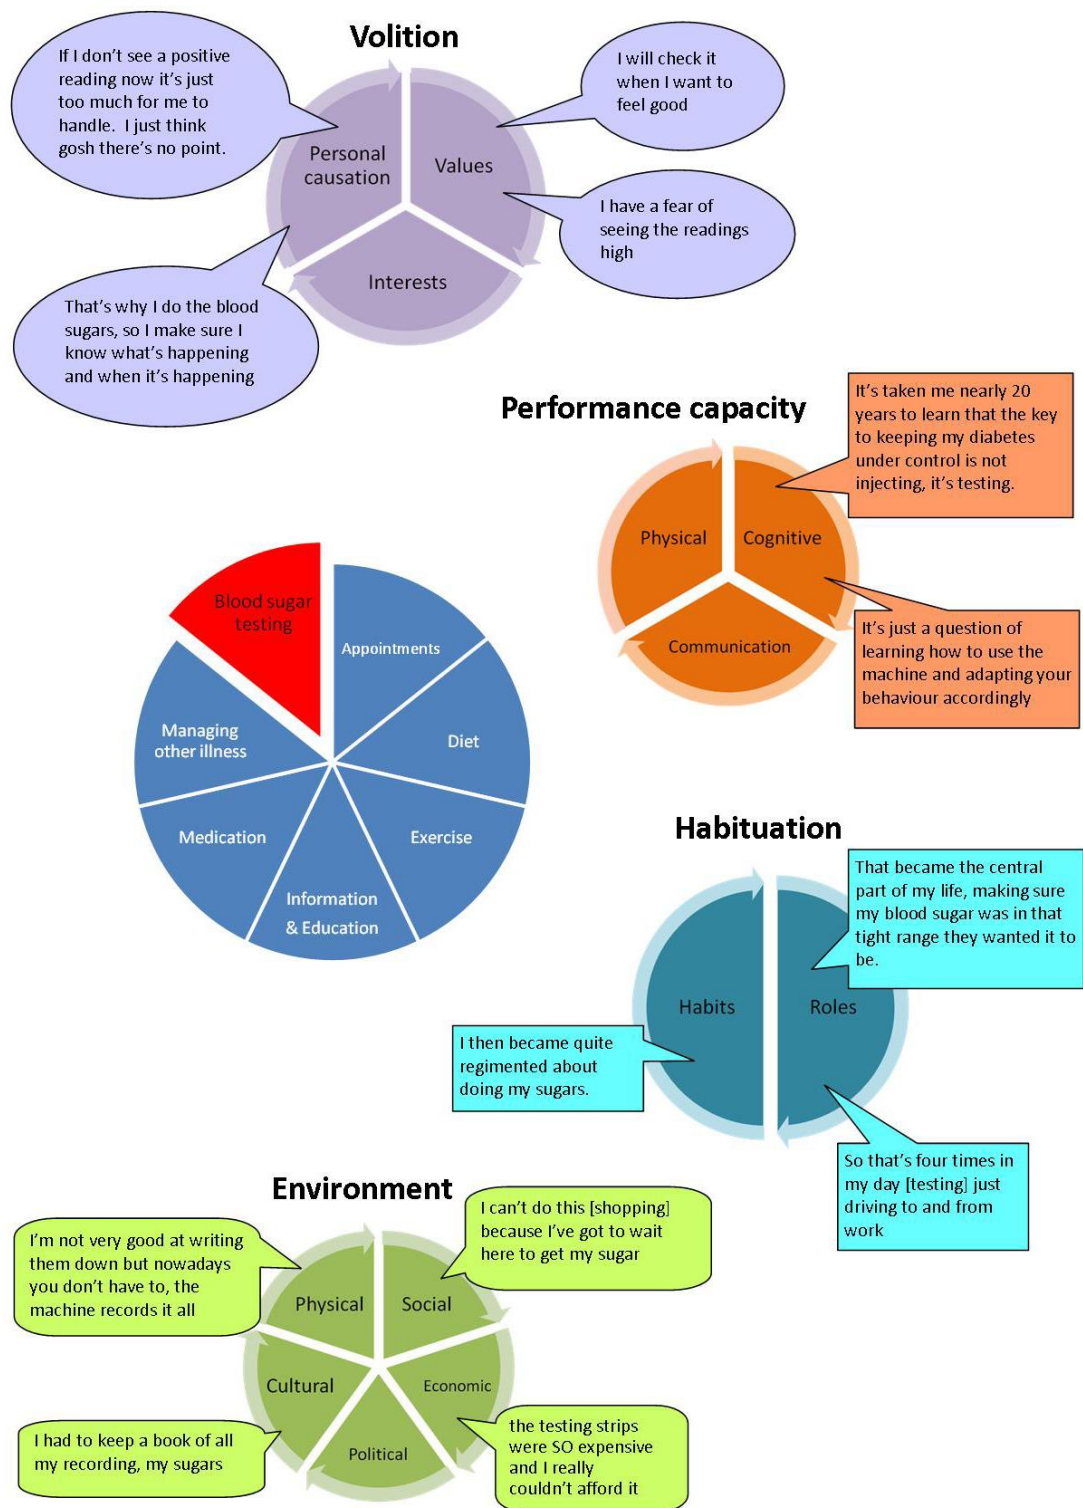 Volition
If I don't see a positive
reading now it's just
too much for me to
handle.  I just think
gosh there's no point.
I will check it
when I want to
feel good
Personal
causation
Values
Interests
I have a fear of
seeing the readings
high
That's why I do the blood
sugars, so I make sure I
know what's happening
and when it's happening
Performance capacity
It's taken me nearly 20
years to learn that the key
to keeping my diabetes
under control is not
injecting, it's testing.
Physical
Cognitive
Communication
It's just a question of
learning how to use the
machine and adapting your
behaviour accordingly
Blood sugar
testing
Appointments
Diet
Exercise
Information
& Education
Medication
Managing
other illness
Habituation
That became the central
part of my life, making sure
my blood sugar was in that
tight range they wanted it to
be.
Habits
Roles
I then became quite
regimented about
doing my sugars.
So that's four times in
my day [testing] just
driving to and from
work
Environment
I'm not very good at writing
them down but nowadays
you don't have to, the
machine records it all
I can't do this [shopping]
because I've got to wait
here to get my sugar
Physical
Social
Cultural
Economic
Political
I had to keep a book of all
my recording, my sugars
the testing strips
were SO expensive
and I really
couldn't afford it